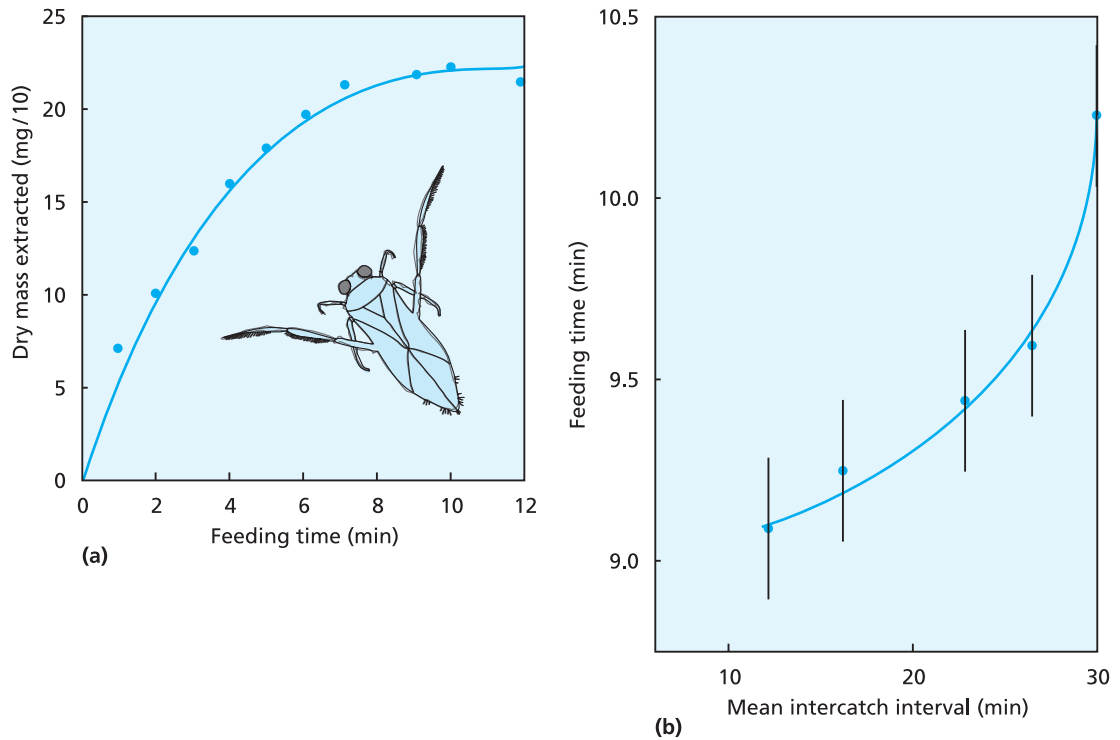 25
20
15
10
5
0
Dry mass extracted (mg/10)
0 2 4 6 8 10 12
Feeding time (min)
(a)
10.5
10.0
9.5
9.0
Feeding time (min)
10 20 30
Mean intercatch interval (min)
(b)